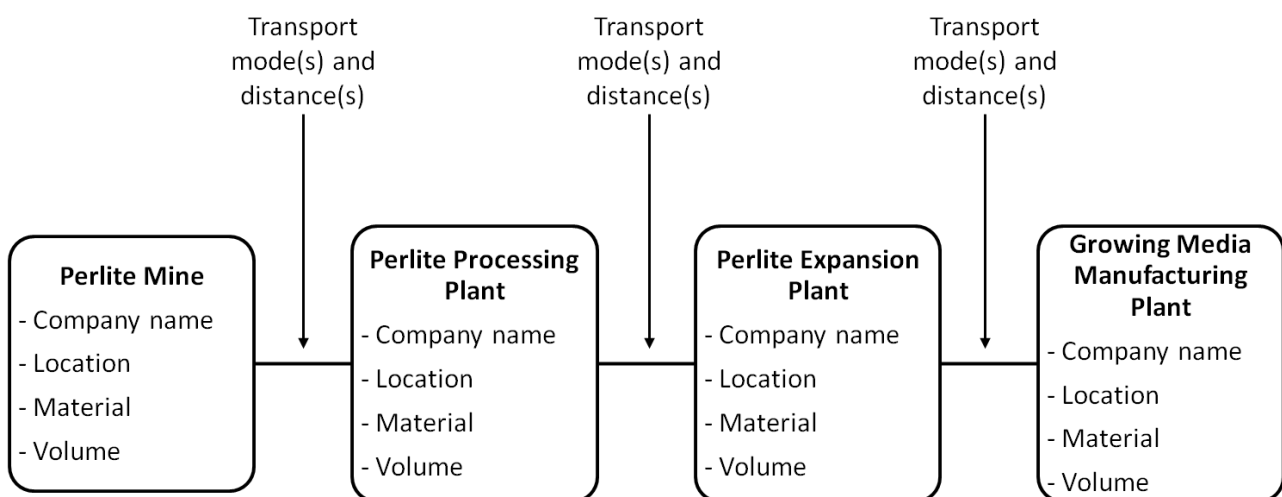 Transport
mode(s) and
distance(s)
Transport
mode(s) and
distance(s)
Transport
mode(s) and
distance(s)
Perlite Mine
- Company name
- Location
- Material
- Volume
Perlite Processing
Plant
- Company name
- Location
- Material
- Volume
Perlite Expansion
Plant
- Company name
- Location
- Material
- Volume
Growing Media
Manufacturing
Plant
- Company name
- Location
- Material
- Volume